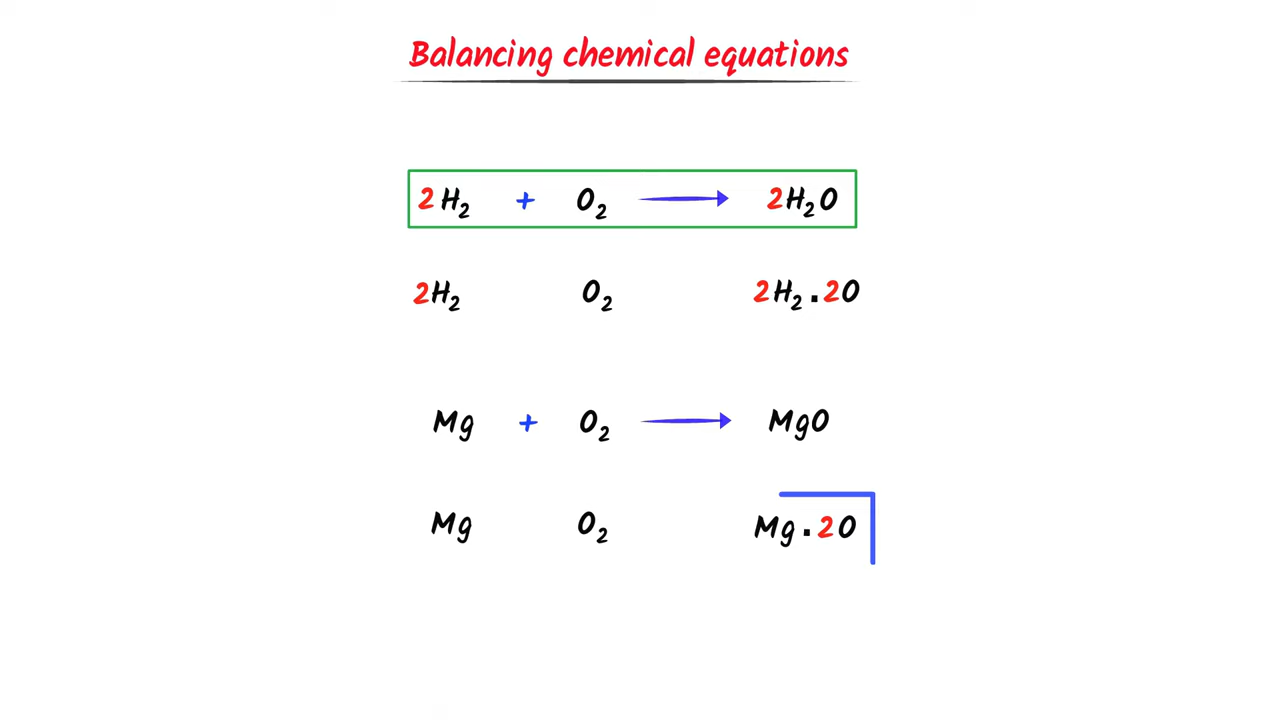 Balancing chemical equations
2H₂ + O₂ → 2H₂O
2H₂ O₂ 2H₂.2O
Mg + O₂ → MgO
Mg O₂ Mg.2O